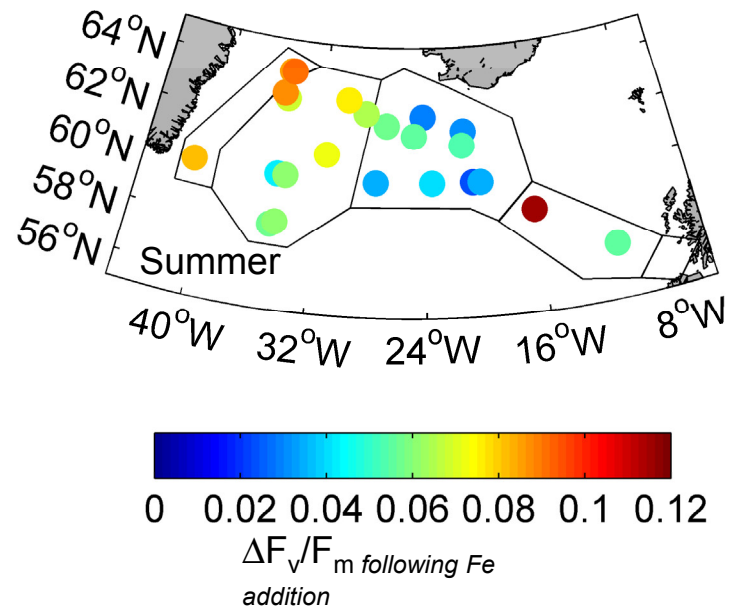 64°N
62°N
60°N
58°N
56°N
Summer
40°W 32°W 24°W 16°W 8°W
0 0.02 0.04 0.06 0.08 0.1 0.12
ΔFv/Fm following Fe
addition